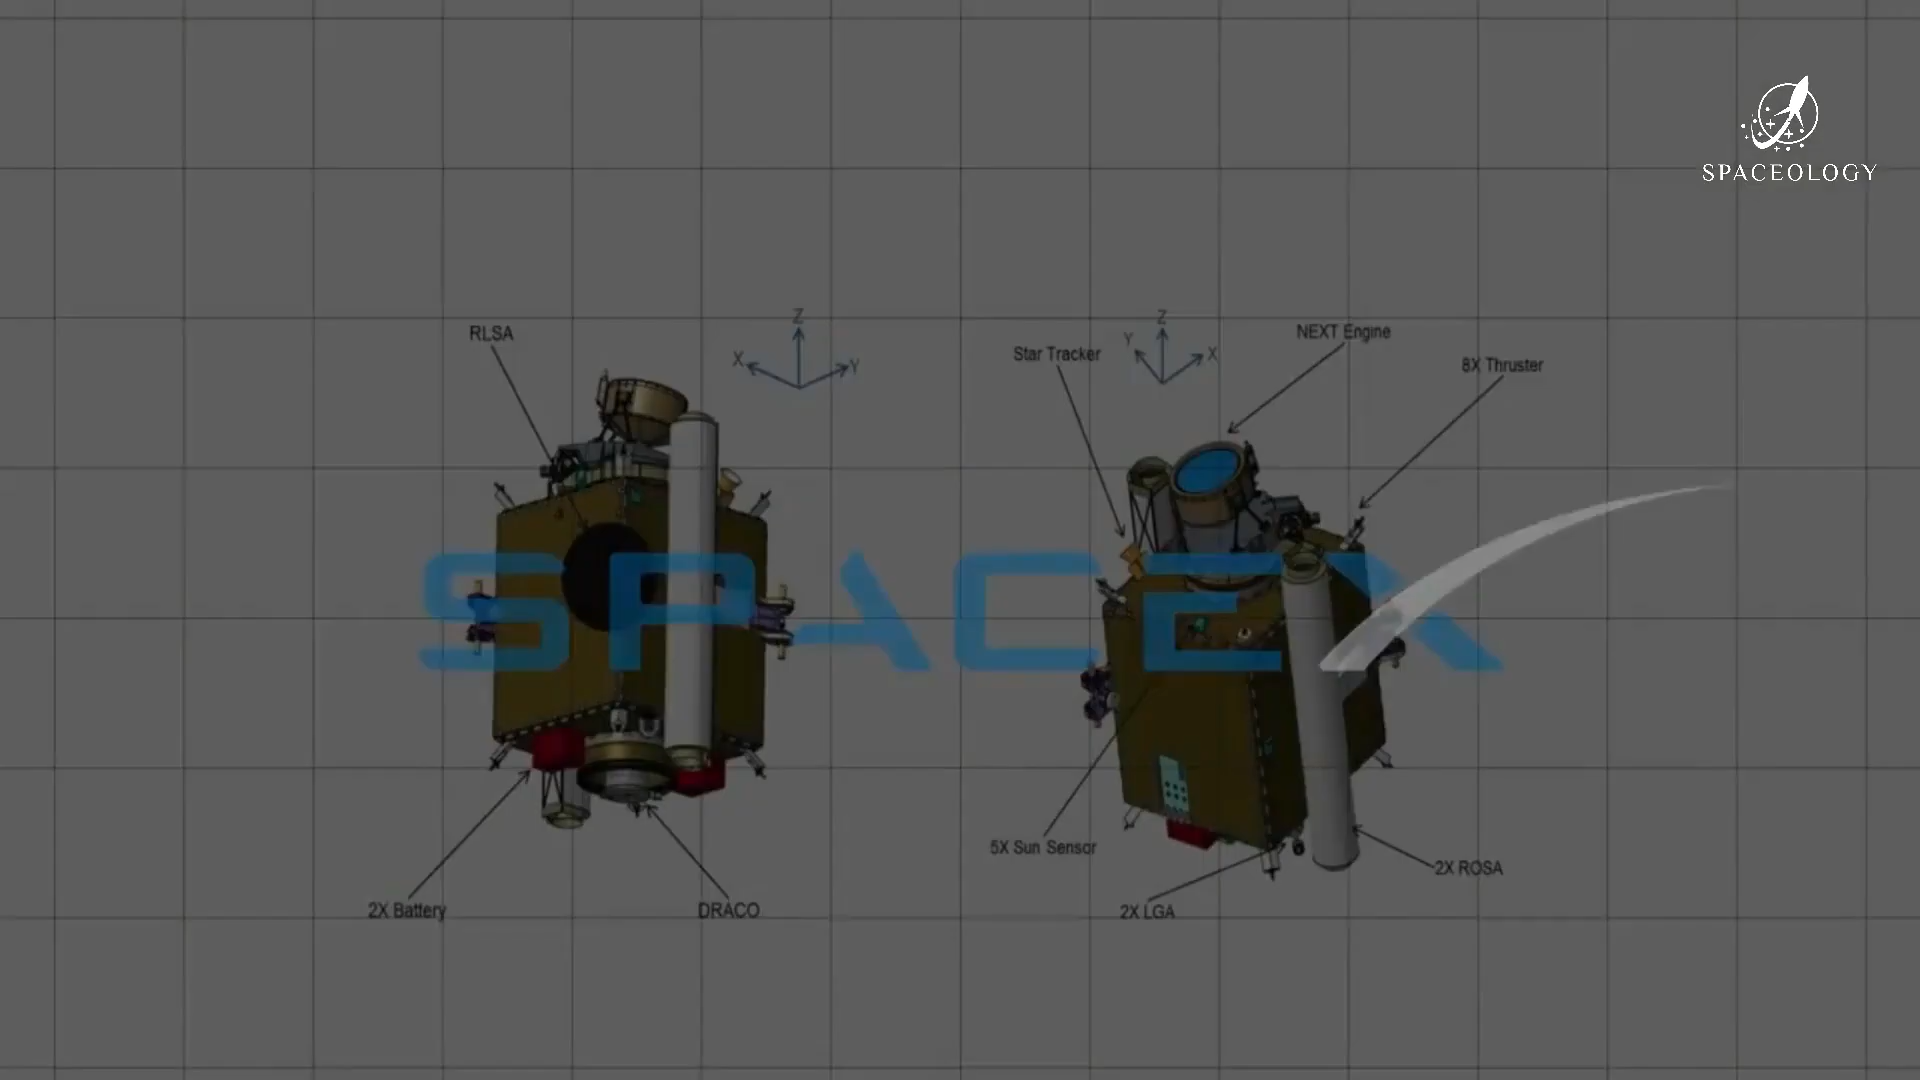 SPACEOLOGY
Z
X
Y
RLSA
2X Battery
DRACO
Z
Y
X
Star Tracker
NEXT Engine
8X Thruster
5X Sun Sensor
2X LGA
2X ROSA
SPACEX